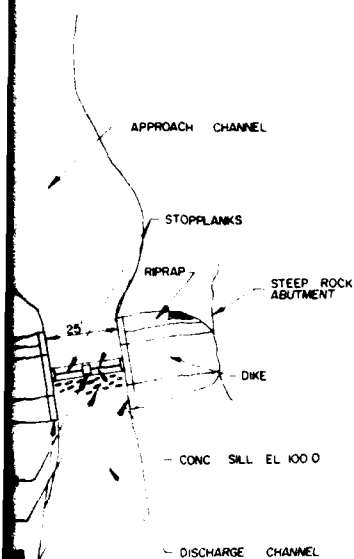 APPROACH CHANNEL
STOPPLANKS
RIPRAP
STEEP ROCK
ABUTMENT
25'
DIKE
CONC SILL EL 100 0
DISCHARGE CHANNEL